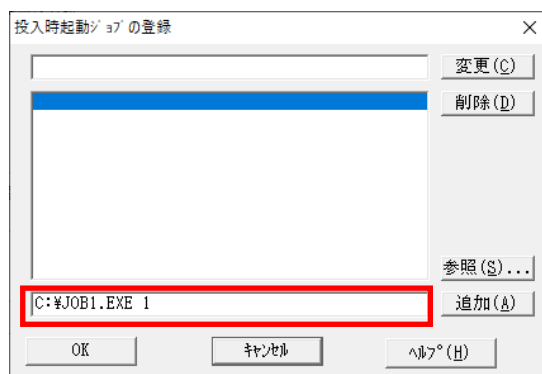 投入時起動ｼﾞｮﾌﾞの登録
変更(C)
削除(D)
参照(S)...
C:¥JOB1.EXE 1
追加(A)
OK
ｷｬﾝｾﾙ
ﾍﾙﾌﾟ(H)